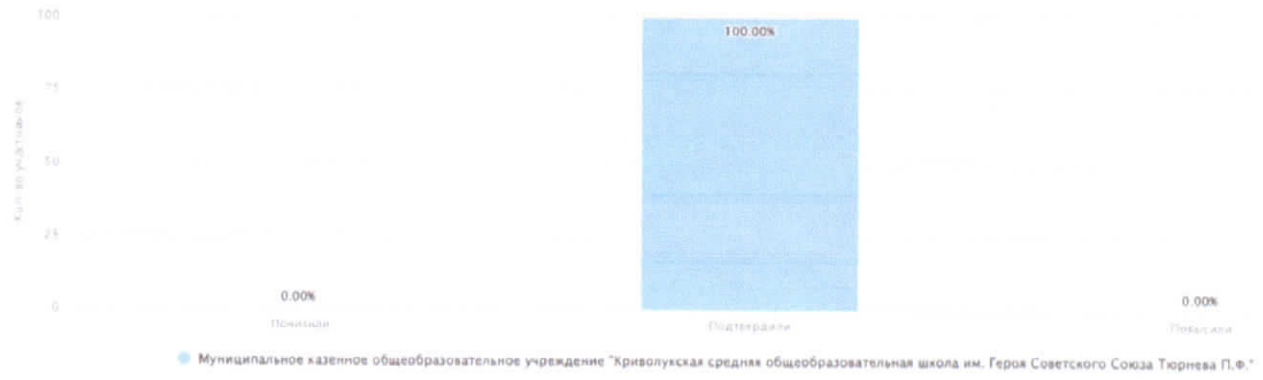 100
100.00%
75
Кол-во участников
50
25
0.00%
0.00%
0
Понизили
Подтвердили
Повысили
Муниципальное казенное общеобразовательное учреждение "Криволукская средняя общеобразовательная школа им. Героя Советского Союза Тюрнева П.Ф."